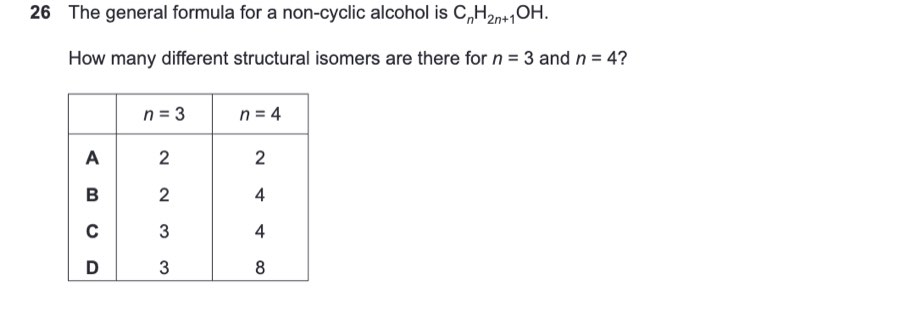 26 The general formula for a non-cyclic alcohol is CₙH₂ₙ₊₁OH.
How many different structural isomers are there for n = 3 and n = 4?
n = 3 n = 4
A 2 2
B 2 4
C 3 4
D 3 8